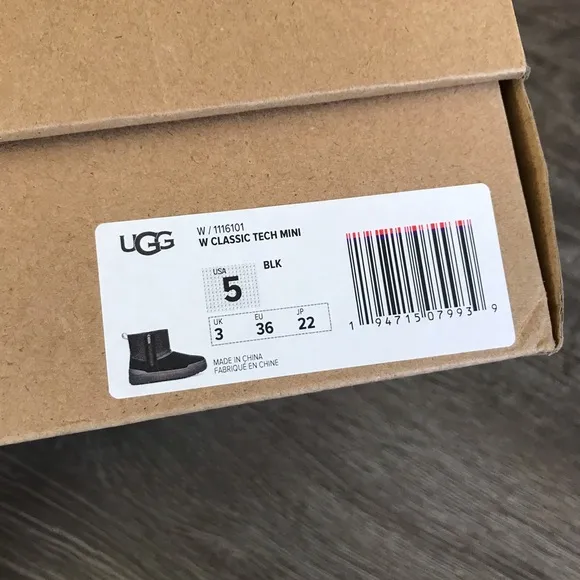 UGG
W / 1116101
W CLASSIC TECH MINI
USA
5
BLK
UK EU JP
3 36 22
MADE IN CHINA
FABRIQUÉ EN CHINE
1 94715 07993 9